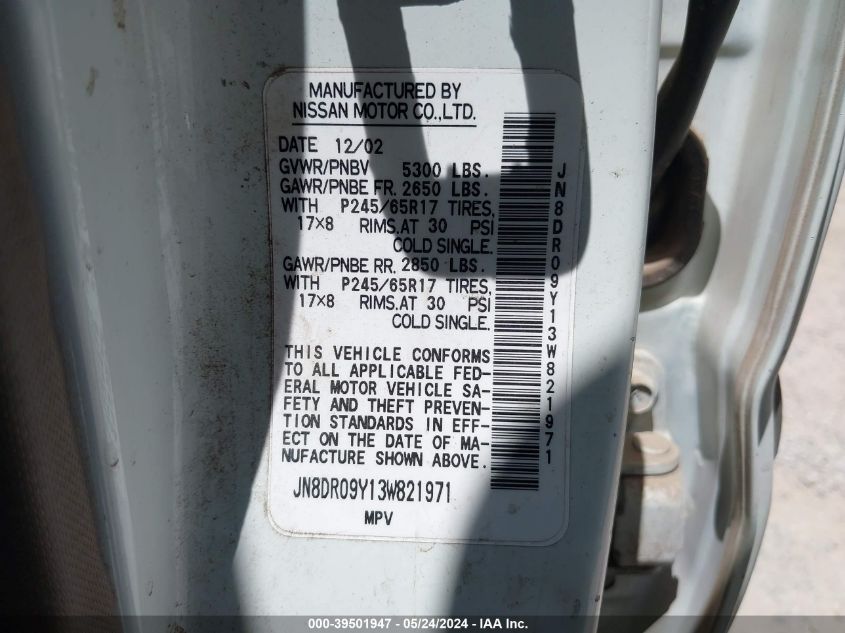 MANUFACTURED BY
NISSAN MOTOR CO.,LTD.
DATE 12/02
GVWR/PNBV 5300 LBS.
GAWR/PNBE FR. 2650 LBS.
WITH P245/65R17 TIRES,
17×8 RIMS.AT 30 PSI
COLD SINGLE.
GAWR/PNBE RR. 2850 LBS.
WITH P245/65R17 TIRES,
17×8 RIMS.AT 30 PSI
COLD SINGLE.
THIS VEHICLE CONFORMS
TO ALL APPLICABLE FED-
ERAL MOTOR VEHICLE SA-
FETY AND THEFT PREVEN-
TION STANDARDS IN EFF-
ECT ON THE DATE OF MA-
NUFACTURE SHOWN ABOVE.
JN8DR09Y13W821971
MPV
JN8DR09Y13W821971
000-39501947 - 05/24/2024 - IAA Inc.